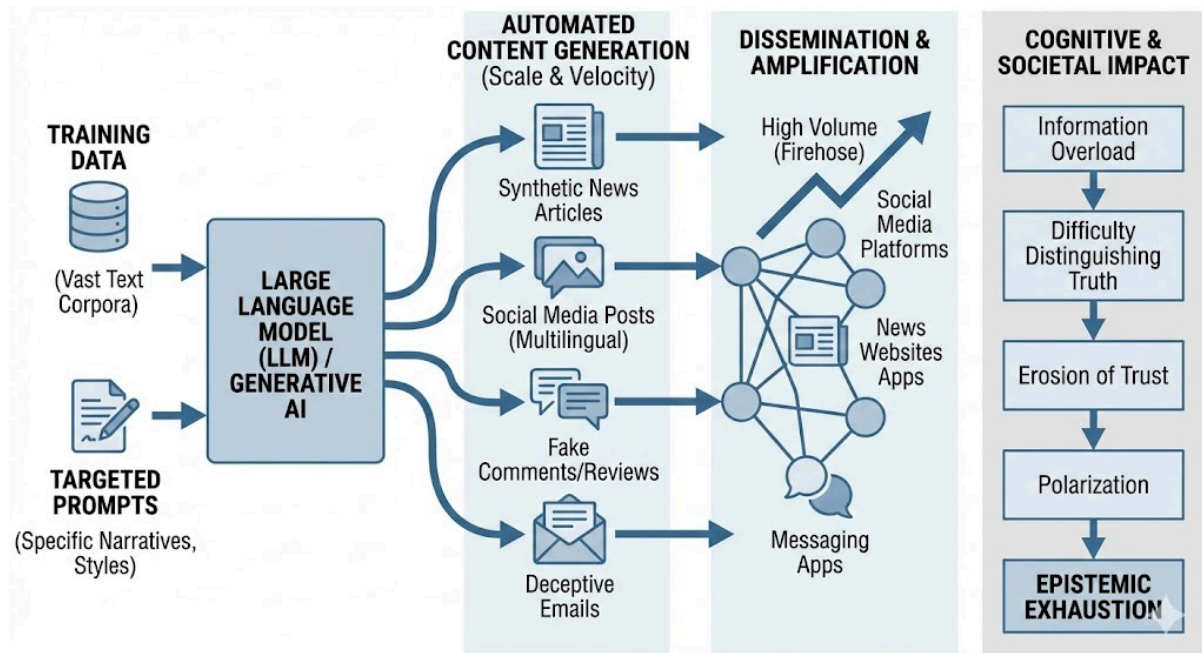 TRAINING
DATA
(Vast Text
Corpora)
TARGETED
PROMPTS
(Specific Narratives,
Styles)
LARGE
LANGUAGE
MODEL
(LLM) /
GENERATIVE
AI
AUTOMATED
CONTENT GENERATION
(Scale & Velocity)
Synthetic News
Articles
Social Media Posts
(Multilingual)
Fake
Comments/Reviews
Deceptive
Emails
DISSEMINATION &
AMPLIFICATION
High Volume
(Firehose)
Social
Media
Platforms
News
Websites
Apps
Messaging
Apps
COGNITIVE &
SOCIETAL IMPACT
Information
Overload
Difficulty
Distinguishing
Truth
Erosion of Trust
Polarization
EPISTEMIC
EXHAUSTION